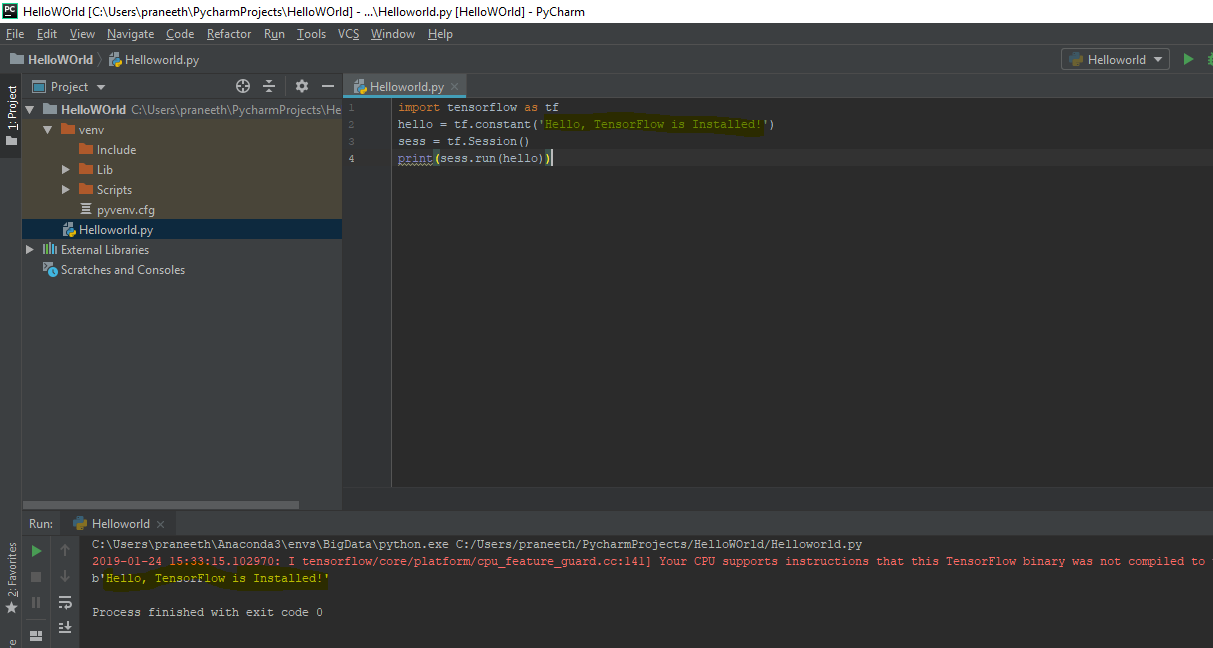 PC HelloWOrld [C:\Users\praneeth\PycharmProjects\HelloWOrld] - ...\Helloworld.py [HelloWOrld] - PyCharm
File Edit View Navigate Code Refactor Run Tools VCS Window Help
HelloWOrld Helloworld.py Helloworld
1: Project
Project
HelloWOrld C:\Users\praneeth\PycharmProjects\He
venv
Include
Lib
Scripts
pyvenv.cfg
Helloworld.py
External Libraries
Scratches and Consoles
Helloworld.py
1 import tensorflow as tf
2 hello = tf.constant('Hello, TensorFlow is Installed!')
3 sess = tf.Session()
4 print(sess.run(hello))
Run: Helloworld
2: Favorites
C:\Users\praneeth\Anaconda3\envs\BigData\python.exe C:/Users/praneeth/PycharmProjects/HelloWOrld/Helloworld.py
2019-01-24 15:33:15.102970: I tensorflow/core/platform/cpu_feature_guard.cc:141] Your CPU supports instructions that this TensorFlow binary was not compiled to
b'Hello, TensorFlow is Installed!'
Process finished with exit code 0